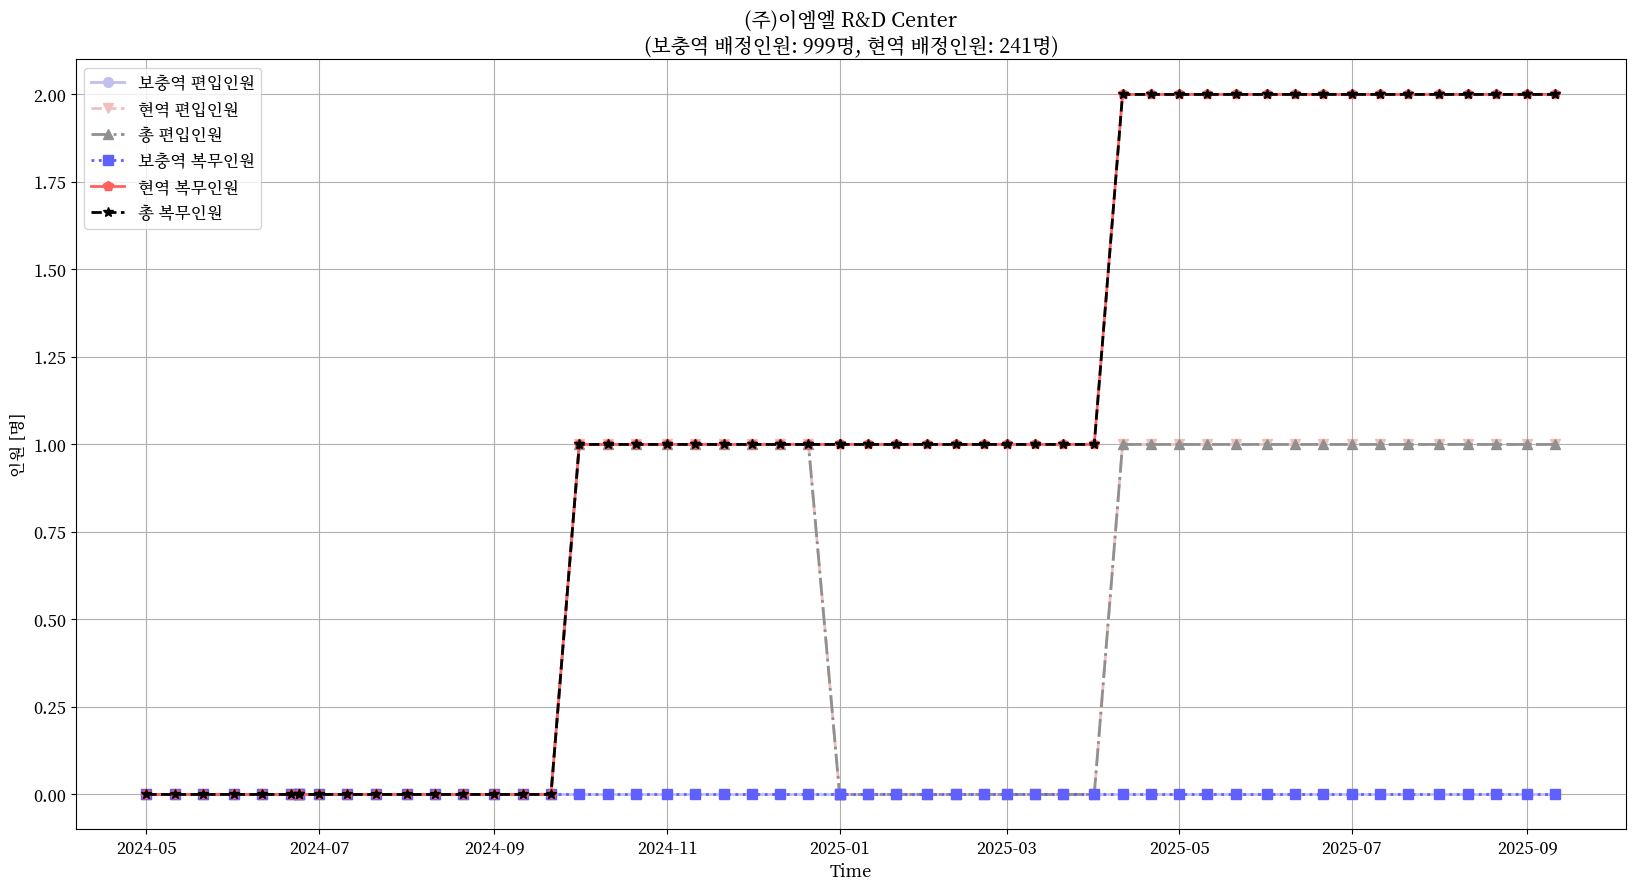 (주)이엠엘 R&D Center
(보충역 배정인원: 999명, 현역 배정인원: 241명)
보충역 편입인원
현역 편입인원
총 편입인원
보충역 복무인원
현역 복무인원
총 복무인원
2.00
1.75
1.50
1.25
1.00
0.75
0.50
0.25
0.00
인원 [명]
2024-05
2024-07
2024-09
2024-11
2025-01
2025-03
2025-05
2025-07
2025-09
Time